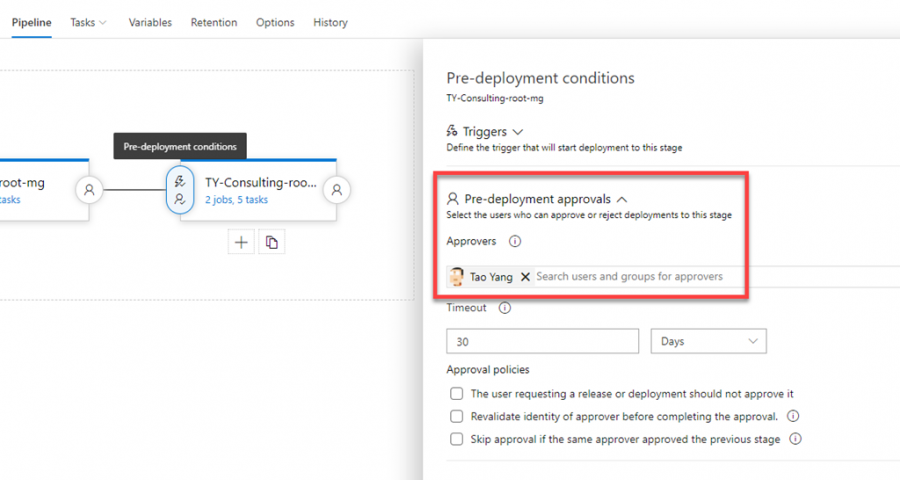 Pipeline Tasks Variables Retention Options History
Pre-deployment conditions
root-mg
tasks
TY-Consulting-roo...
2 jobs, 5 tasks
Pre-deployment conditions
TY-Consulting-root-mg
Triggers
Define the trigger that will start deployment to this stage
Pre-deployment approvals
Select the users who can approve or reject deployments to this stage
Approvers
Tao Yang Search users and groups for approvers
Timeout
30 Days
Approval policies
The user requesting a release or deployment should not approve it
Revalidate identity of approver before completing the approval.
Skip approval if the same approver approved the previous stage